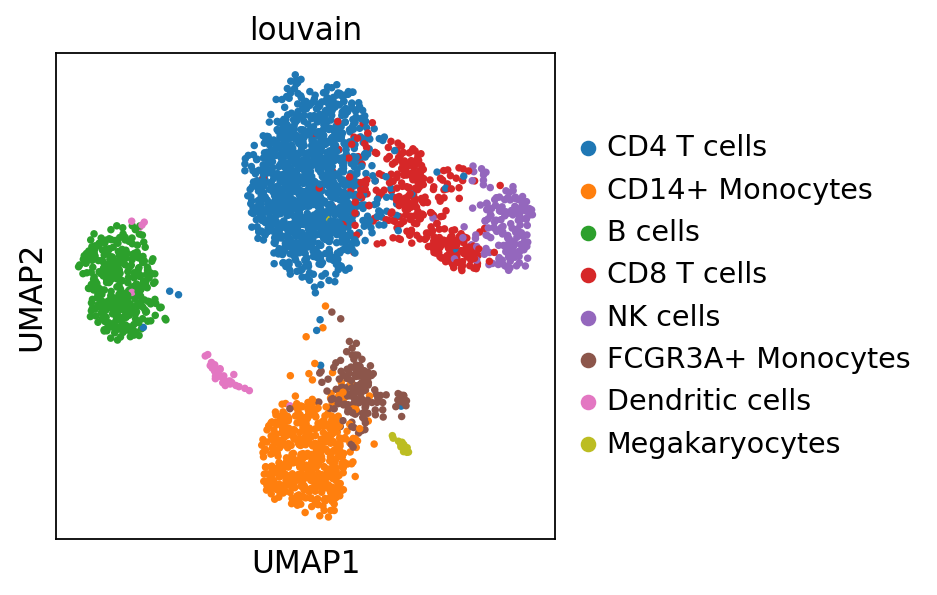 louvain
UMAP2
UMAP1
CD4 T cells
CD14+ Monocytes
B cells
CD8 T cells
NK cells
FCGR3A+ Monocytes
Dendritic cells
Megakaryocytes